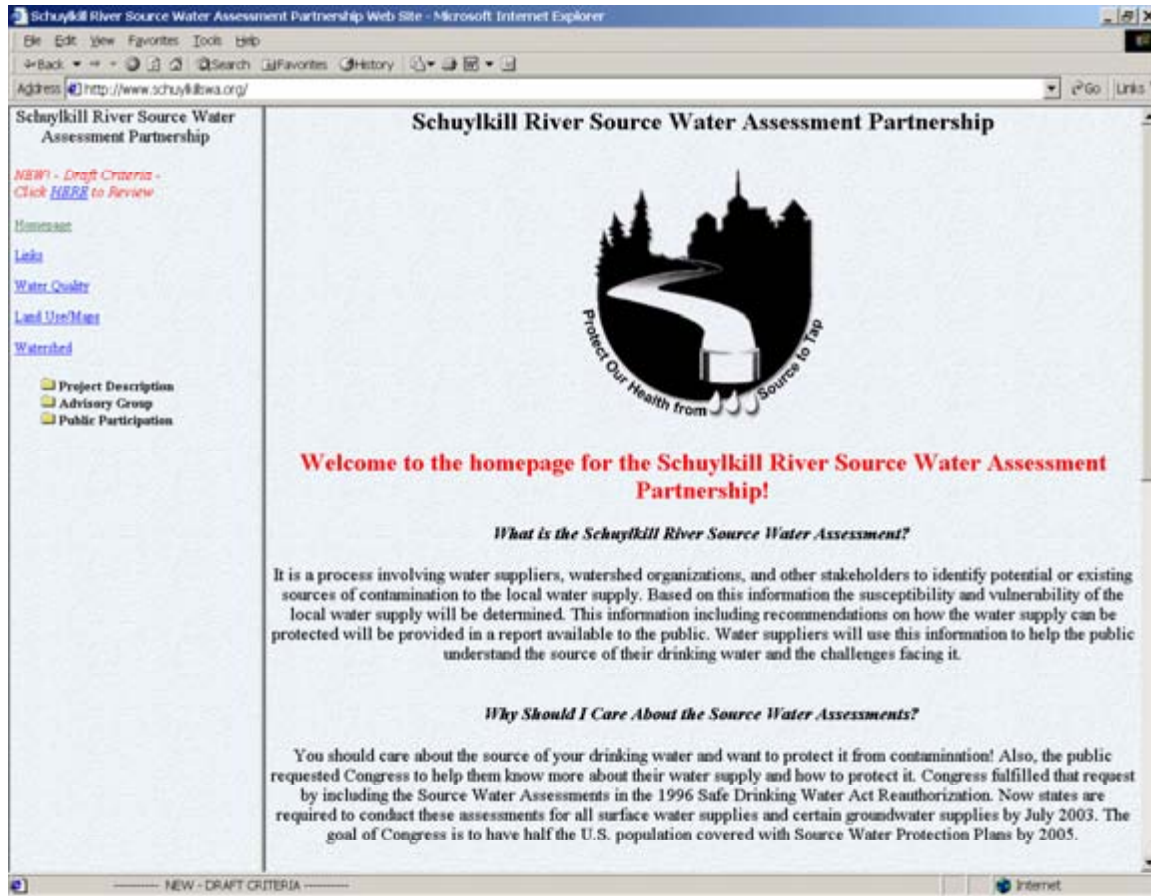 Schuylkill River Source Water Assessment Partnership Web Site - Microsoft Internet Explorer
File Edit View Favorites Tools Help
Back Search Favorites History
Address http://www.schuylkillswa.org/ Go Links
Schuylkill River Source Water
Assessment Partnership
NEW! - Draft Criteria -
Click HERE to Review
Homepage
Links
Water Quality
Land Use/Maps
Watershed
Project Description
Advisory Group
Public Participation
Schuylkill River Source Water Assessment Partnership
Protect Our Health from Source to Tap
Welcome to the homepage for the Schuylkill River Source Water Assessment
Partnership!
What is the Schuylkill River Source Water Assessment?
It is a process involving water suppliers, watershed organizations, and other stakeholders to identify potential or existing
sources of contamination to the local water supply. Based on this information the susceptibility and vulnerability of the
local water supply will be determined. This information including recommendations on how the water supply can be
protected will be provided in a report available to the public. Water suppliers will use this information to help the public
understand the source of their drinking water and the challenges facing it.
Why Should I Care About the Source Water Assessments?
You should care about the source of your drinking water and want to protect it from contamination! Also, the public
requested Congress to help them know more about their water supply and how to protect it. Congress fulfilled that request
by including the Source Water Assessments in the 1996 Safe Drinking Water Act Reauthorization. Now states are
required to conduct these assessments for all surface water supplies and certain groundwater supplies by July 2003. The
goal of Congress is to have half the U.S. population covered with Source Water Protection Plans by 2005.
---------- NEW - DRAFT CRITERIA ---------- Internet